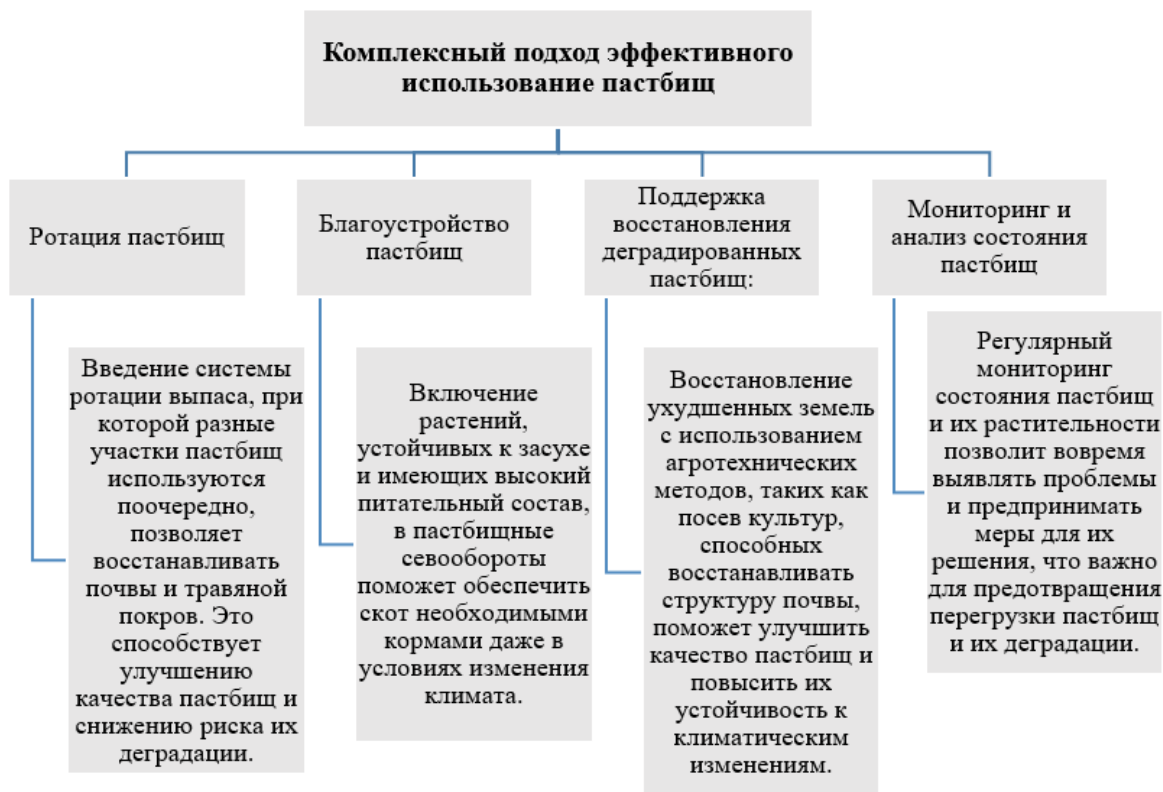 Комплексный подход эффективного
использование пастбищ
Ротация пастбищ
Введение системы
ротации выпаса, при
которой разные
участки пастбищ
используются
поочередно,
позволяет
восстанавливать
почвы и травяной
покров. Это
способствует
улучшению
качества пастбищ и
снижению риска их
деградации.
Благоустройство
пастбищ
Включение
растений,
устойчивых к засухе
и имеющих высокий
питательный состав,
в пастбищные
севообороты
поможет обеспечить
скот необходимыми
кормами даже в
условиях изменения
климата.
Поддержка
восстановления
деградированных
пастбищ:
Восстановление
ухудшенных земель
с использованием
агротехнических
методов, таких как
посев культур,
способных
восстанавливать
структуру почвы,
поможет улучшить
качество пастбищ и
повысить их
устойчивость к
климатическим
изменениям.
Мониторинг и
анализ состояния
пастбищ
Регулярный
мониторинг
состояния пастбищ
и их растительности
позволит вовремя
выявлять проблемы
и предпринимать
меры для их
решения, что важно
для предотвращения
перегрузки пастбищ
и их деградации.